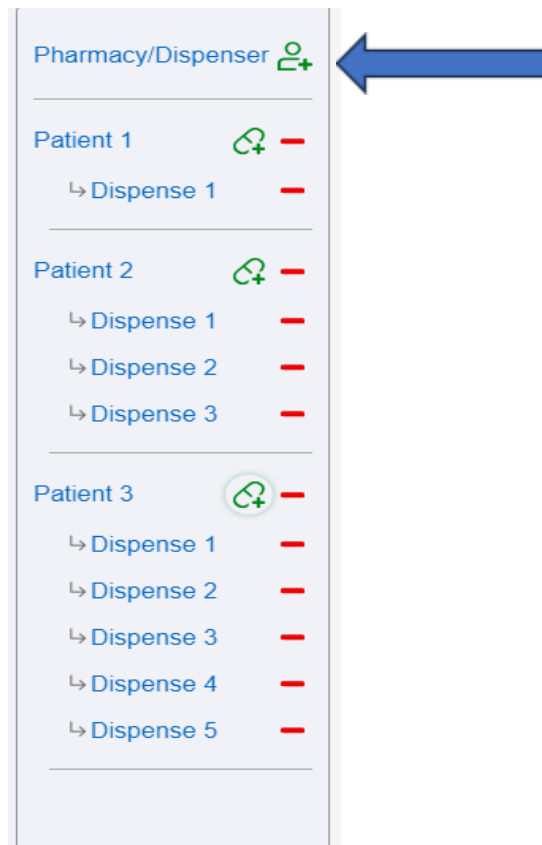 Pharmacy/Dispenser
Patient 1
Dispense 1
Patient 2
Dispense 1
Dispense 2
Dispense 3
Patient 3
Dispense 1
Dispense 2
Dispense 3
Dispense 4
Dispense 5